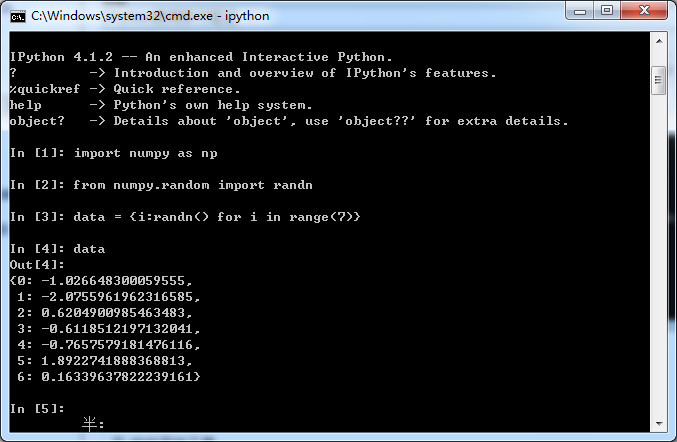 C:\Windows\system32\cmd.exe - ipython
IPython 4.1.2 -- An enhanced Interactive Python.
?         -> Introduction and overview of IPython's features.
%quickref -> Quick reference.
help      -> Python's own help system.
object?   -> Details about 'object', use 'object??' for extra details.
In [1]: import numpy as np
In [2]: from numpy.random import randn
In [3]: data = {i:randn() for i in range(7)}
In [4]: data
Out[4]:
{0: -1.026648300059555,
 1: -2.0755961962316585,
 2: 0.6204900985463483,
 3: -0.6118512197132041,
 4: -0.7657579181476116,
 5: 1.8922741888368813,
 6: 0.16339637822239161}
In [5]:
半: